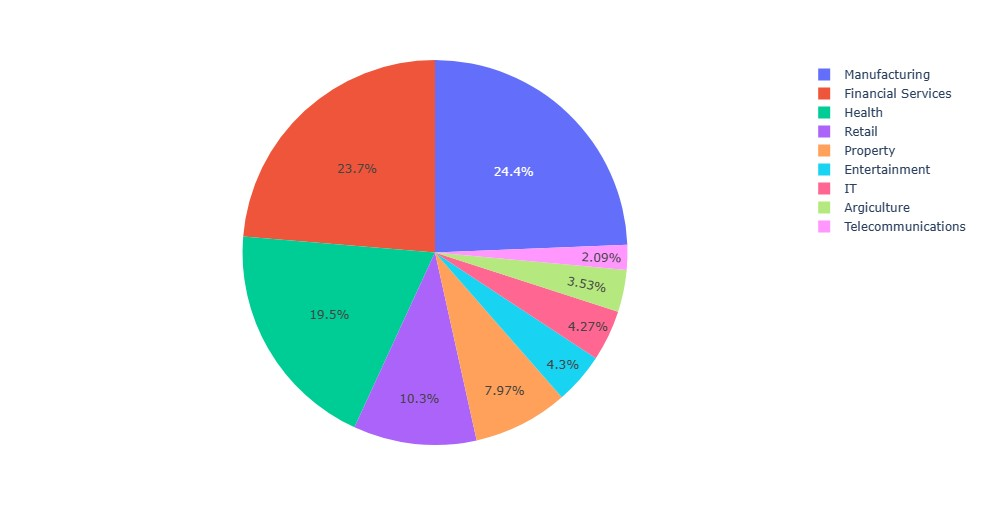 24.4%
23.7%
19.5%
10.3%
7.97%
4.3%
4.27%
3.53%
2.09%
Manufacturing
Financial Services
Health
Retail
Property
Entertainment
IT
Argiculture
Telecommunications